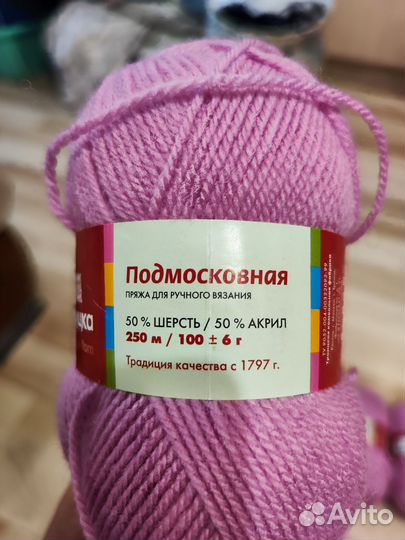 Подмосковная
ПРЯЖА ДЛЯ РУЧНОГО ВЯЗАНИЯ
50 % ШЕРСТЬ / 50 % АКРИЛ
250 м / 100 ± 6 г
Традиция качества с 1797 г.
Avito